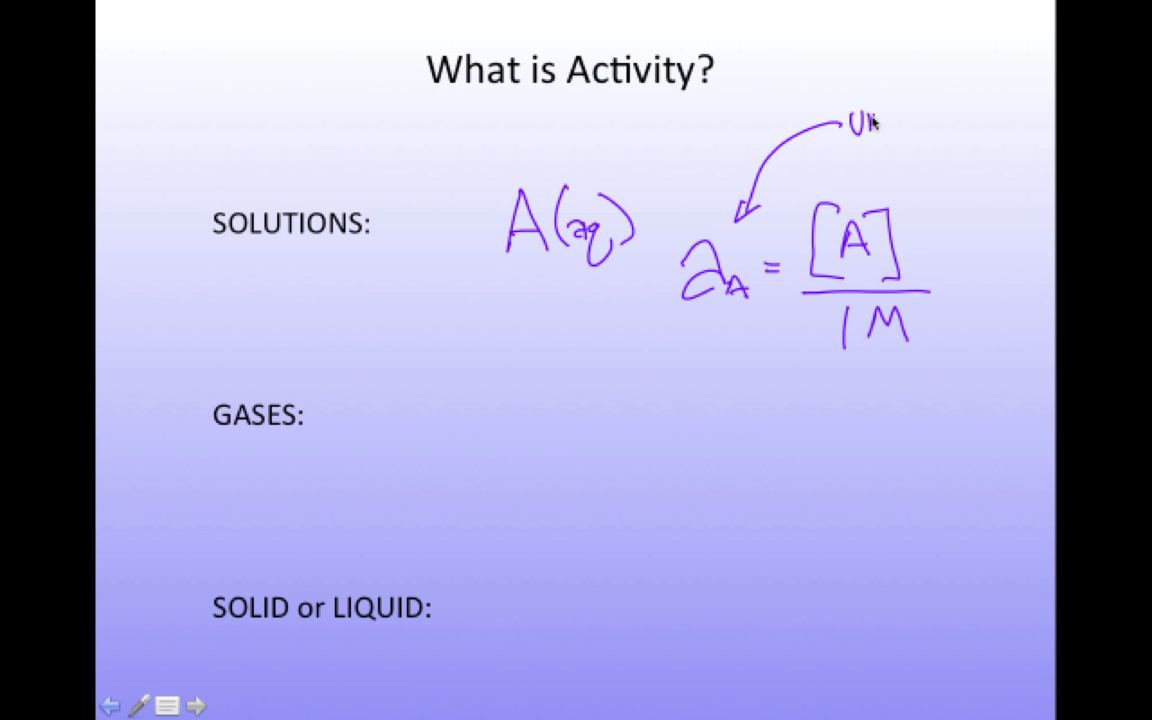 What is Activity?
SOLUTIONS:
A(aq)
a_A = [A] / 1 M
GASES:
SOLID or LIQUID: